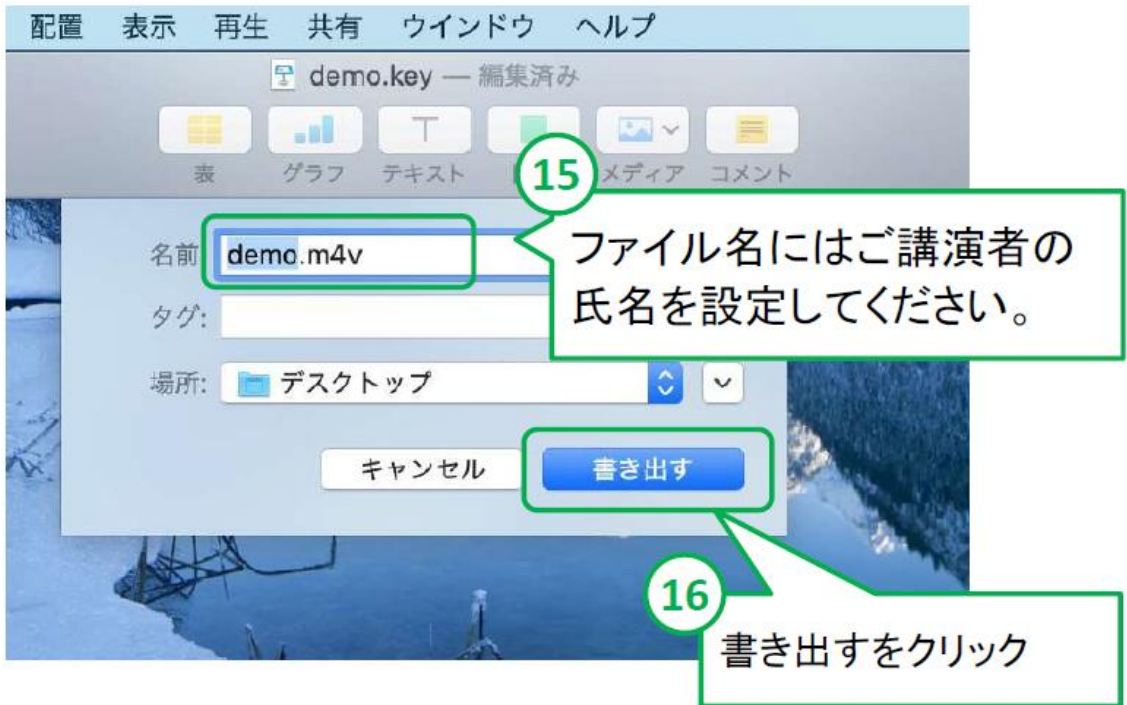 配置 表示 再生 共有 ウインドウ ヘルプ
demo.key — 編集済み
表 グラフ テキスト メディア コメント
15
ファイル名にはご講演者の
氏名を設定してください。
名前 demo.m4v
タグ:
場所: デスクトップ
キャンセル 書き出す
16
書き出すをクリック